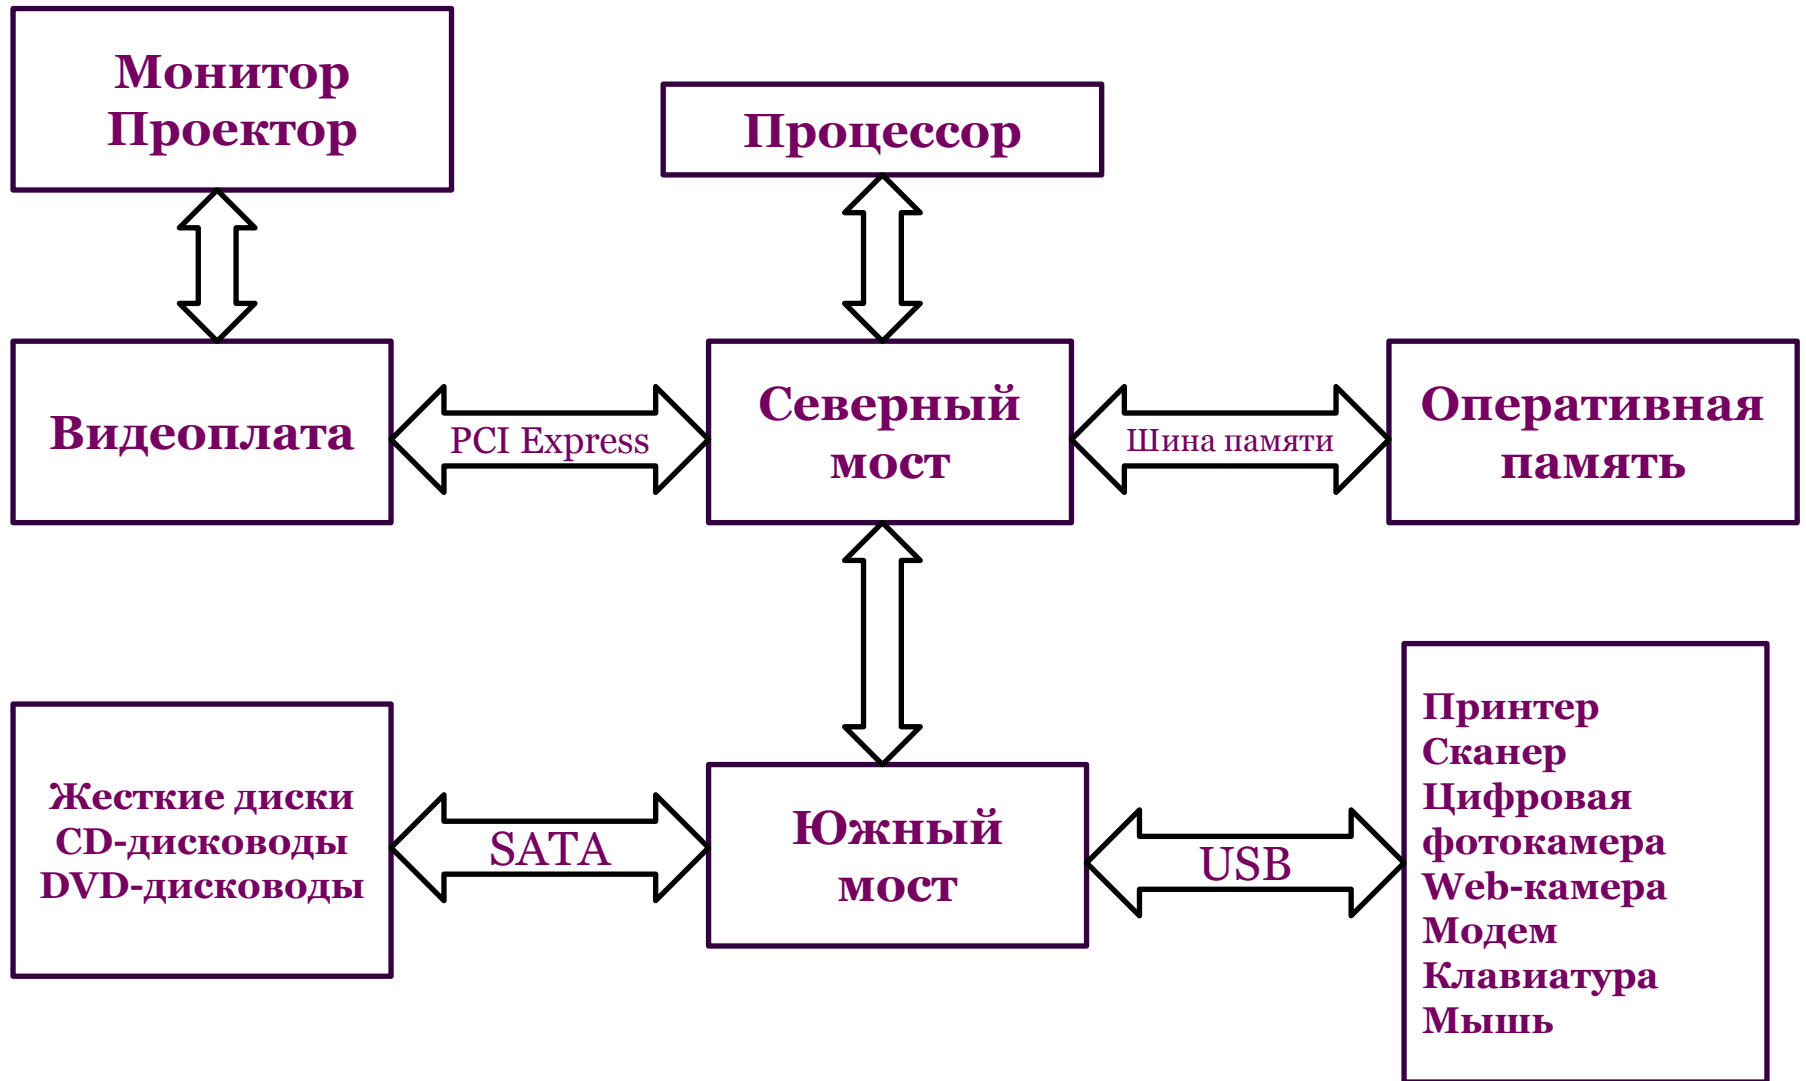 Монитор
Проектор
Процессор
Видеоплата
PCI Express
Северный
мост
Шина памяти
Оперативная
память
Жесткие диски
CD-дисководы
DVD-дисководы
SATA
Южный
мост
USB
Принтер
Сканер
Цифровая
фотокамера
Web-камера
Модем
Клавиатура
Мышь